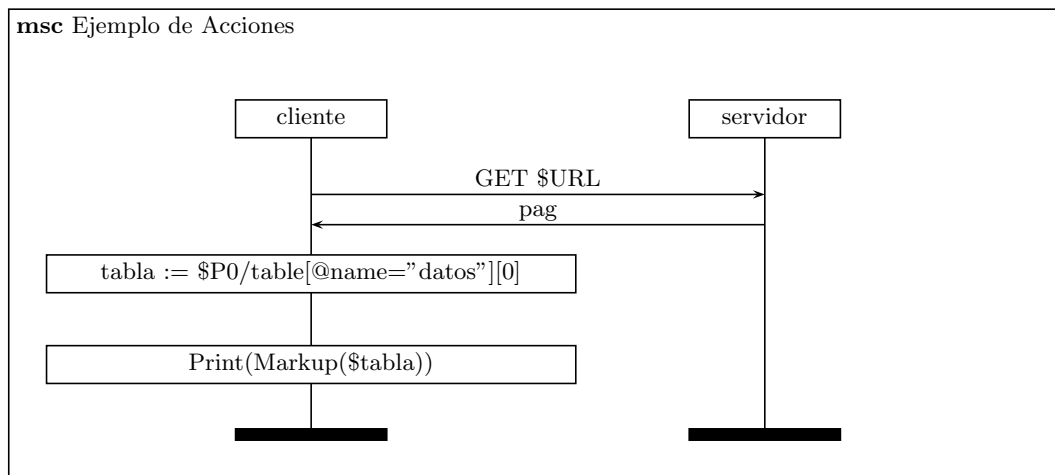 msc Ejemplo de Acciones
cliente
servidor
GET $URL
pag
tabla := $P0/table[@name=”datos”][0]
Print(Markup($tabla))